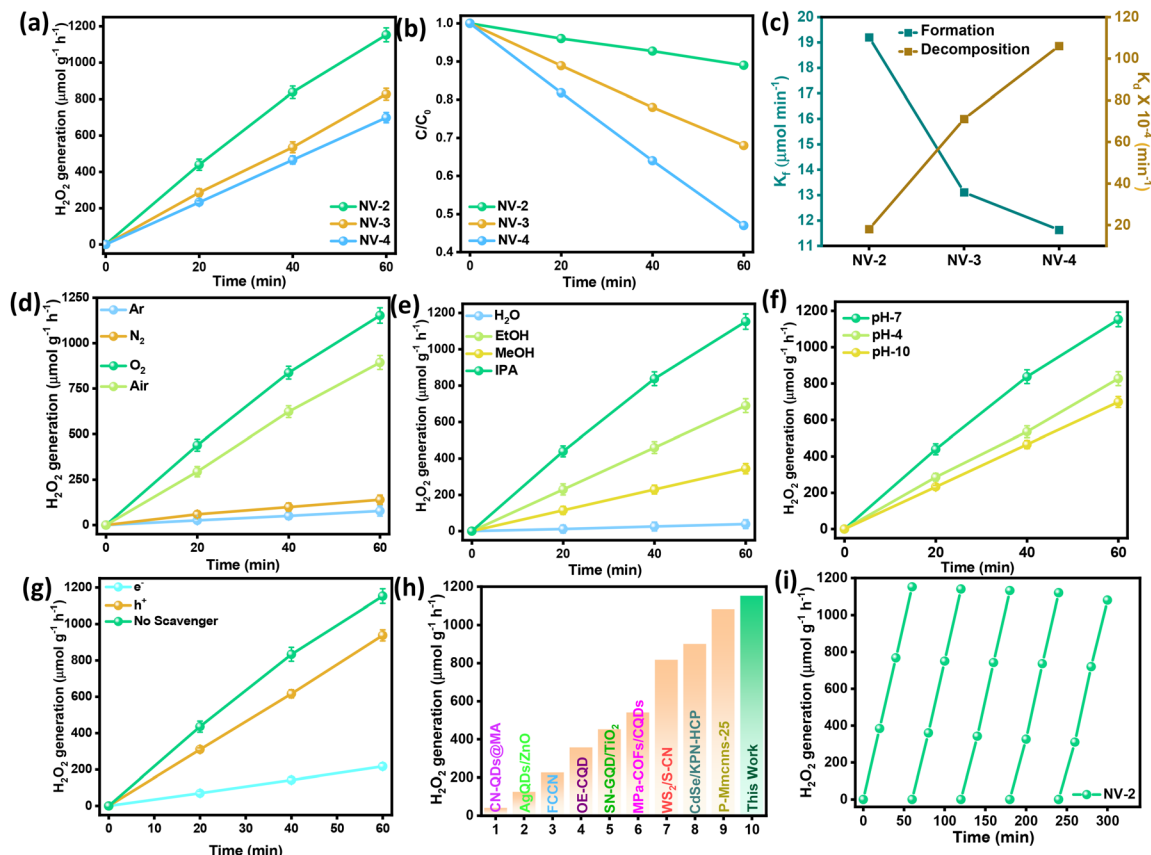 (a)
H₂O₂ generation (μmol g⁻¹ h⁻¹)
1200
1000
800
600
400
200
0
NV-2
NV-3
NV-4
0 20 40 60
Time (min)
(b)
C/C₀
1.0
0.9
0.8
0.7
0.6
0.5
0.4
NV-2
NV-3
NV-4
0 20 40 60
Time (min)
(c)
K_f (μmol min⁻¹)
20
19
18
17
16
15
14
13
12
11
Formation
Decomposition
120
100
80
60
40
20
K_d X 10⁻⁴ (min⁻¹)
NV-2 NV-3 NV-4
(d)
H₂O₂ generation (μmol g⁻¹ h⁻¹)
1250
1000
750
500
250
0
Ar
N₂
O₂
Air
0 20 40 60
Time (min)
(e)
H₂O₂ generation (μmol g⁻¹ h⁻¹)
1200
1000
800
600
400
200
0
H₂O
EtOH
MeOH
IPA
0 20 40 60
Time (min)
(f)
H₂O₂ generation (μmol g⁻¹ h⁻¹)
1200
1000
800
600
400
200
0
pH-7
pH-4
pH-10
0 20 40 60
Time (min)
(g)
H₂O₂ generation (μmol g⁻¹ h⁻¹)
1200
1000
800
600
400
200
0
e⁻
h⁺
No Scavenger
0 10 20 30 40 50 60
Time (min)
(h)
H₂O₂ generation (μmol g⁻¹ h⁻¹)
1200
1000
800
600
400
200
0
CN-QDs@MA
AgQDs/ZnO
FCCN
OE-CQD
SN-GQD/TiO₂
MPa-COFs/CQDs
WS₂/S-CN
CdSe/KPN-HCP
P-Mmcnns-25
This Work
1 2 3 4 5 6 7 8 9 10
(i)
H₂O₂ generation (μmol g⁻¹ h⁻¹)
1200
1000
800
600
400
200
0
NV-2
0 50 100 150 200 250 300
Time (min)